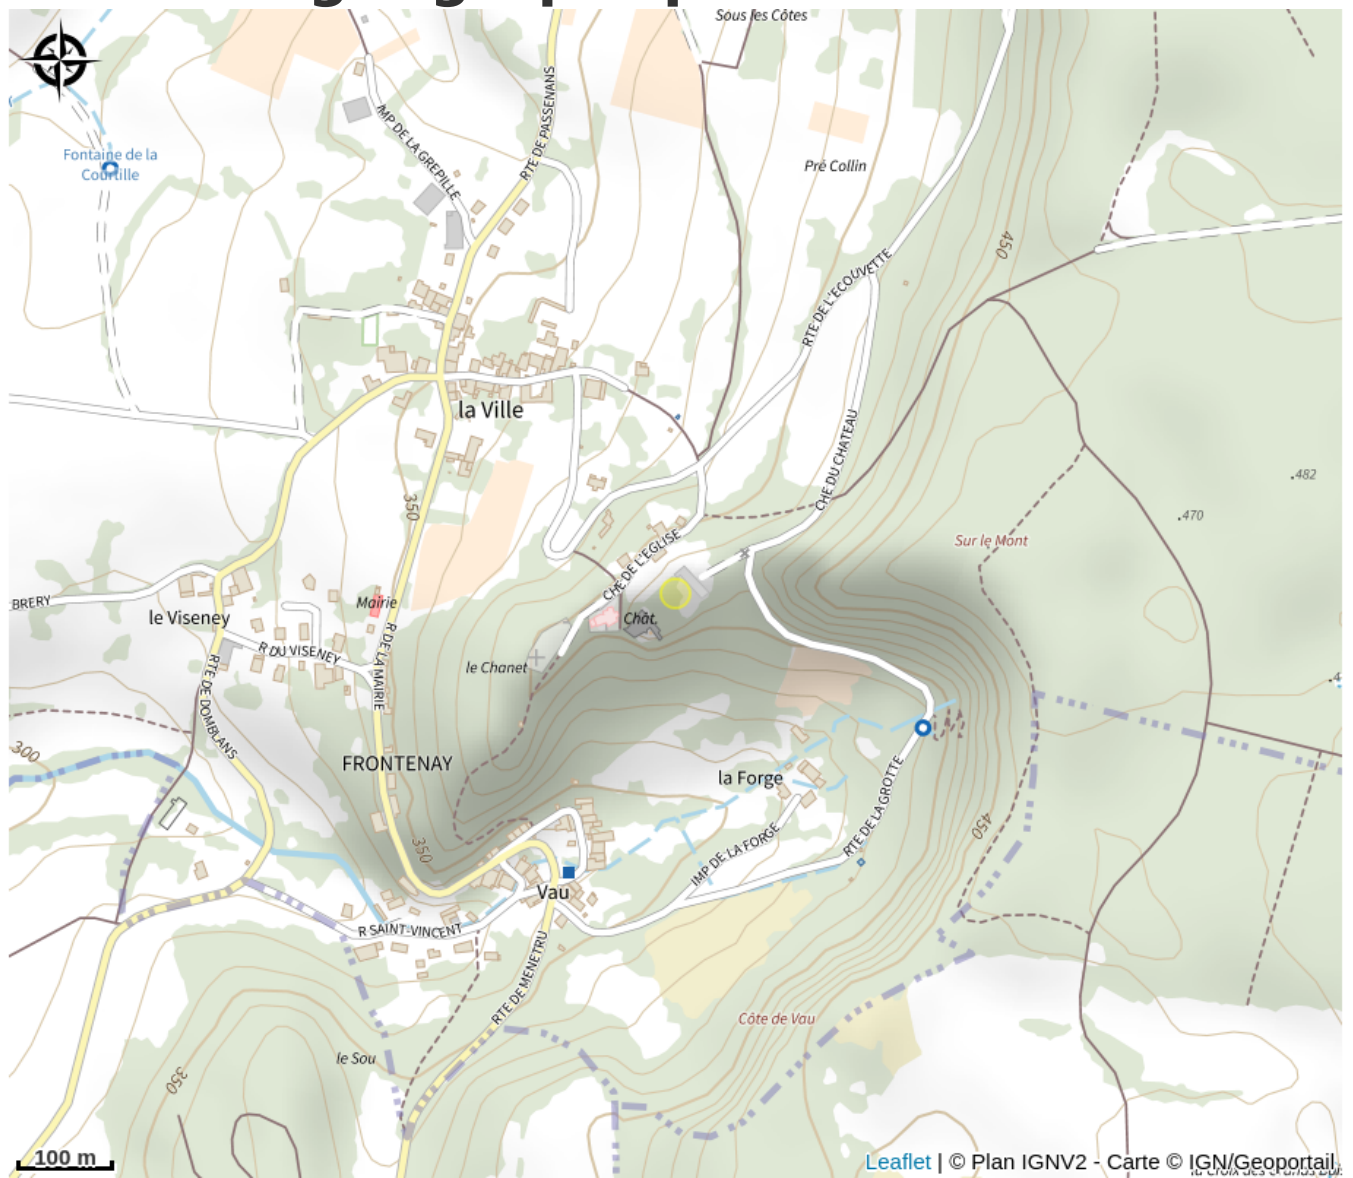 Sous les Côtes
RTE DE PASSENANS
IMP DE LA GREPILLE
Fontaine de la
Courtille
Pré Collin
450
RTE DE L'ECOUVETTE
la Ville
CHE DU CHATEAU
.482
350
.470
Sur le Mont
CHE DE L'EGLISE
BRERY
Mairie
le Viseney
Chât.
R DU VISENEY
R DE LA MAIRIE
le Chanet
RTE DE DOMBLANS
300
FRONTENAY
la Forge
RTE DE LA GROTTE
450
350
IMP DE LA FORGE
Vau
R SAINT-VINCENT
RTE DE MENETRU
Côte de Vau
le Sou
350
100 m
Leaflet | © Plan IGNV2 - Carte © IGN/Geoportail